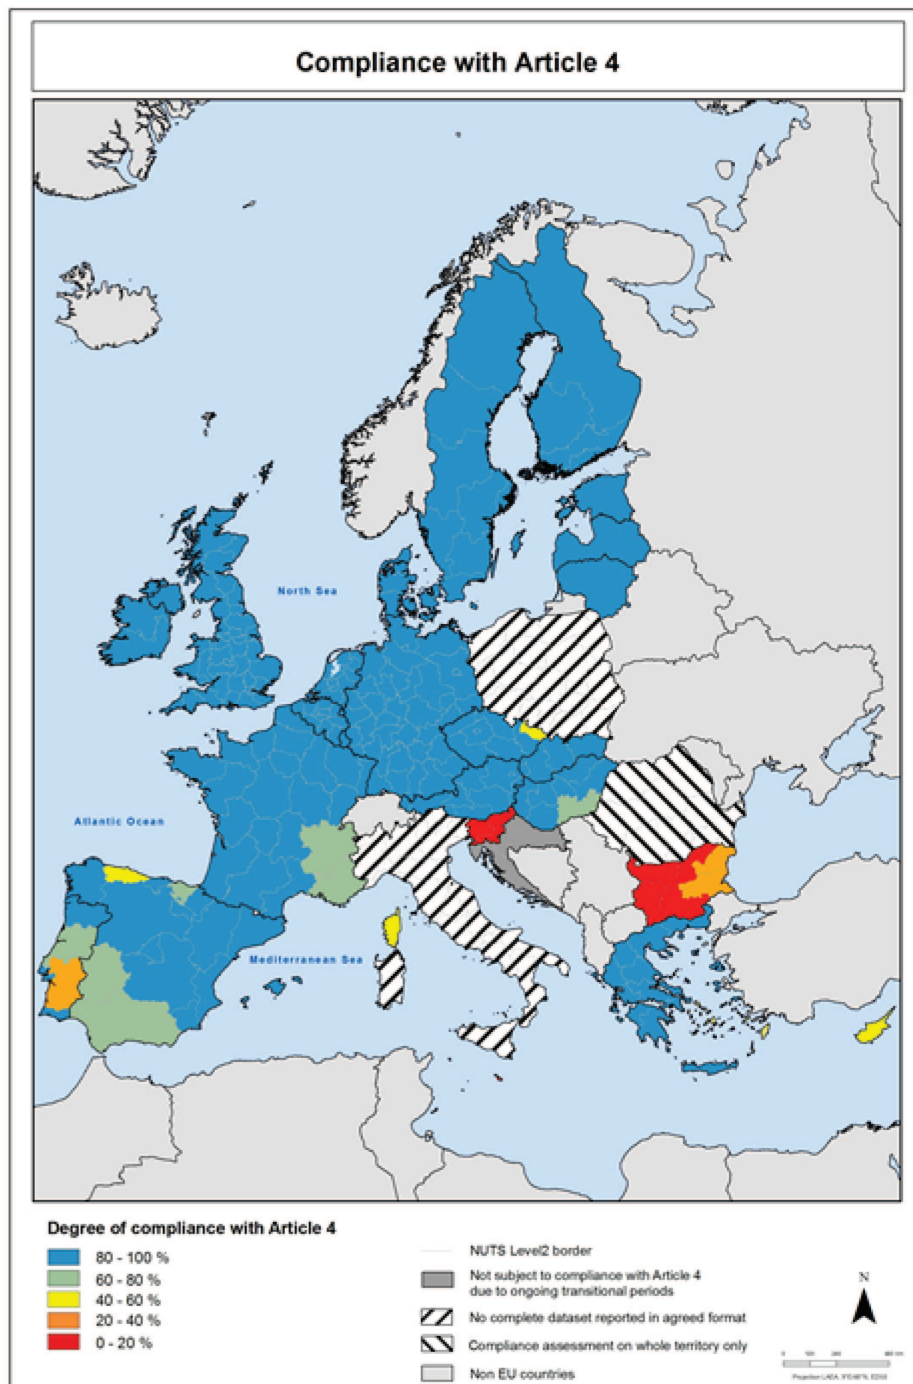 Compliance with Article 4
North Sea
Atlantic Ocean
Mediterranean Sea
Degree of compliance with Article 4
80 - 100 %
60 - 80 %
40 - 60 %
20 - 40 %
0 - 20 %
NUTS Level2 border
Not subject to compliance with Article 4
due to ongoing transitional periods
No complete dataset reported in agreed format
Compliance assessment on whole territory only
Non EU countries
N